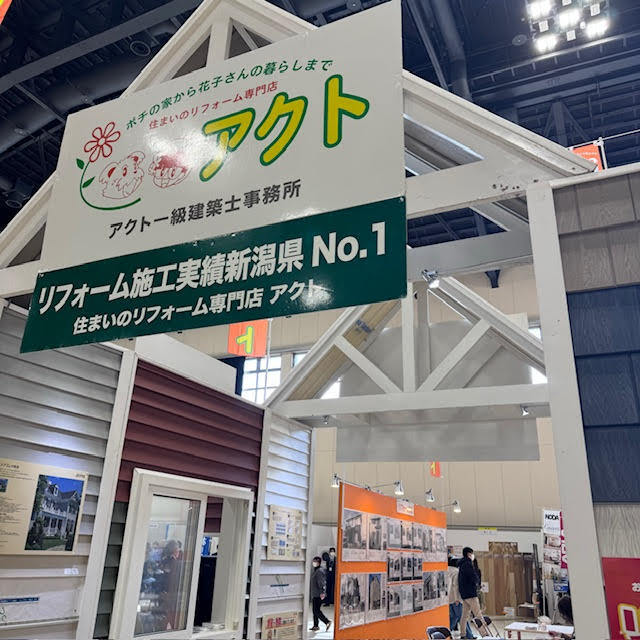 ポチの家から花子さんの暮らしまで
住まいのリフォーム専門店
アクト
アクト一級建築士事務所
リフォーム施工実績新潟県 No.1
住まいのリフォーム専門店 アクト
NODA